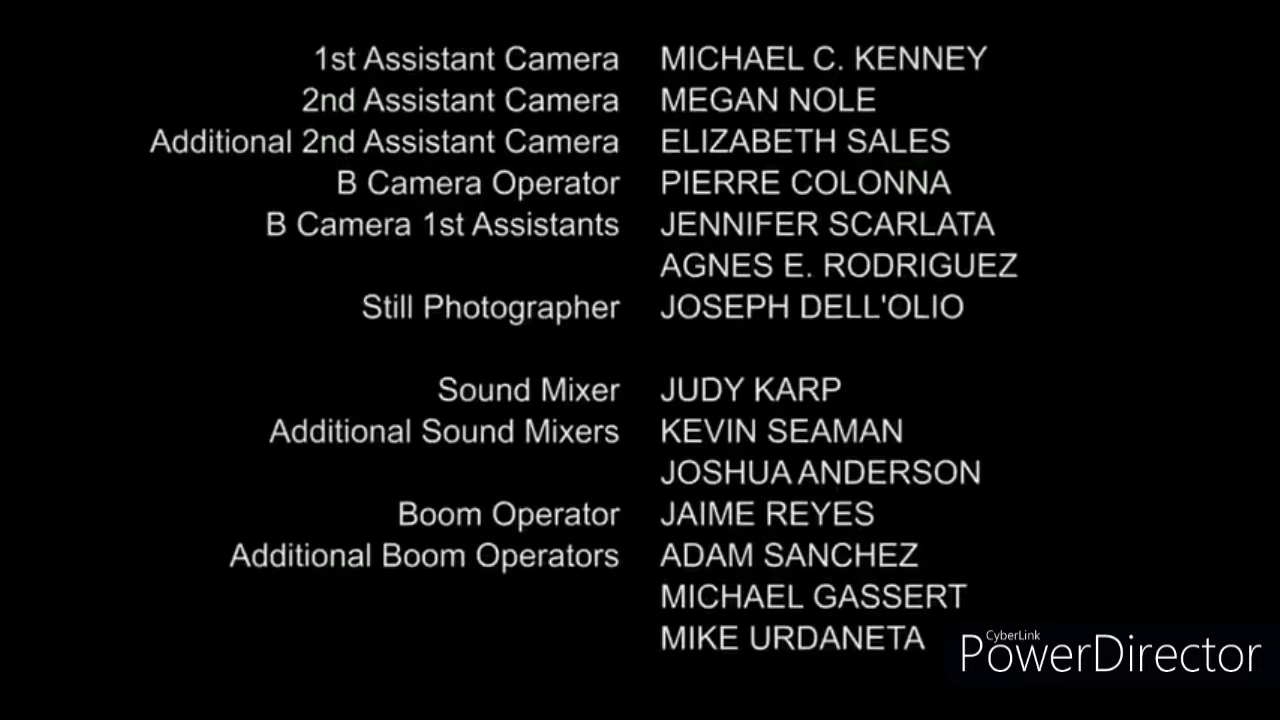 1st Assistant Camera MICHAEL C. KENNEY
2nd Assistant Camera MEGAN NOLE
Additional 2nd Assistant Camera ELIZABETH SALES
B Camera Operator PIERRE COLONNA
B Camera 1st Assistants JENNIFER SCARLATA
AGNES E. RODRIGUEZ
Still Photographer JOSEPH DELL'OLIO
Sound Mixer JUDY KARP
Additional Sound Mixers KEVIN SEAMAN
JOSHUA ANDERSON
Boom Operator JAIME REYES
Additional Boom Operators ADAM SANCHEZ
MICHAEL GASSERT
MIKE URDANETA
CyberLink
PowerDirector